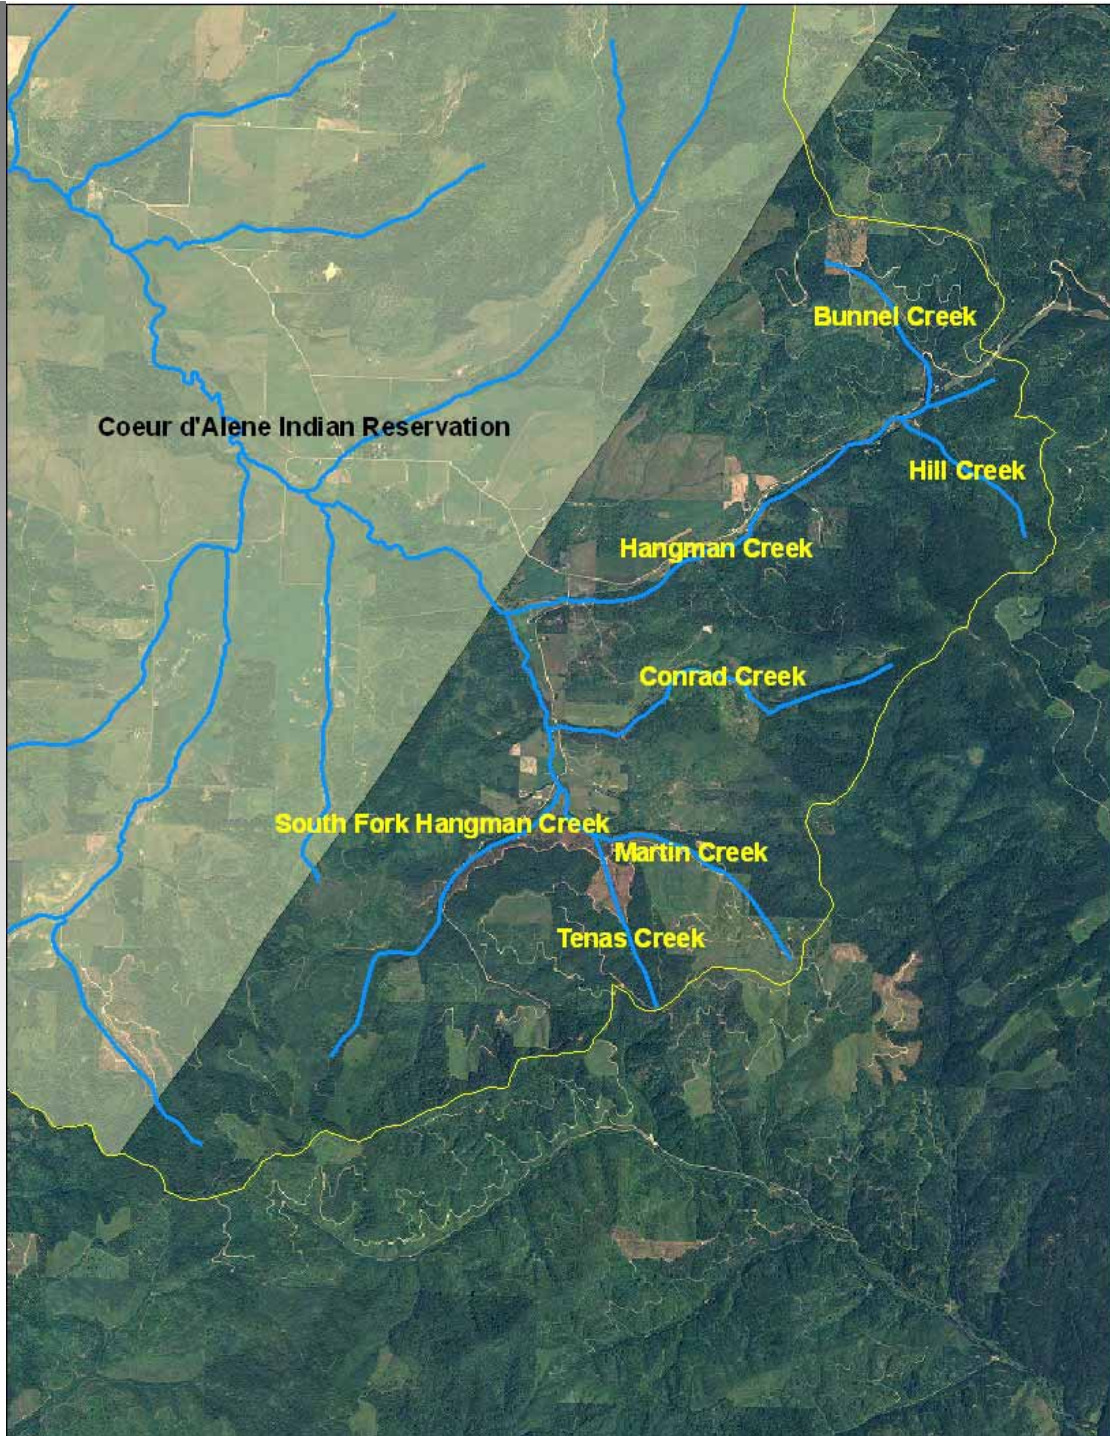 Bunnel Creek
Coeur d'Alene Indian Reservation
Hill Creek
Hangman Creek
Conrad Creek
South Fork Hangman Creek
Martin Creek
Tenas Creek